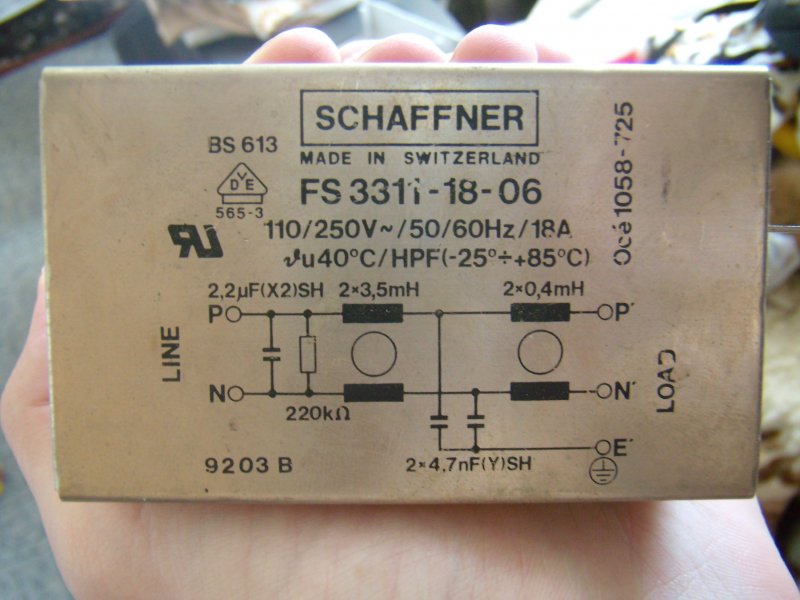 SCHAFFNER
BS 613
MADE IN SWITZERLAND
VDE
565-3
FS 3311-18-06
110/250V~/50/60Hz/18A
ϑu40°C/HPF(-25°÷+85°C)
Océ 1058-725
2,2µF(X2)SH
2×3,5mH
2×0,4mH
P
P'
LINE
LOAD
N
N'
220kΩ
E'
9203 B
2×4,7nF(Y)SH